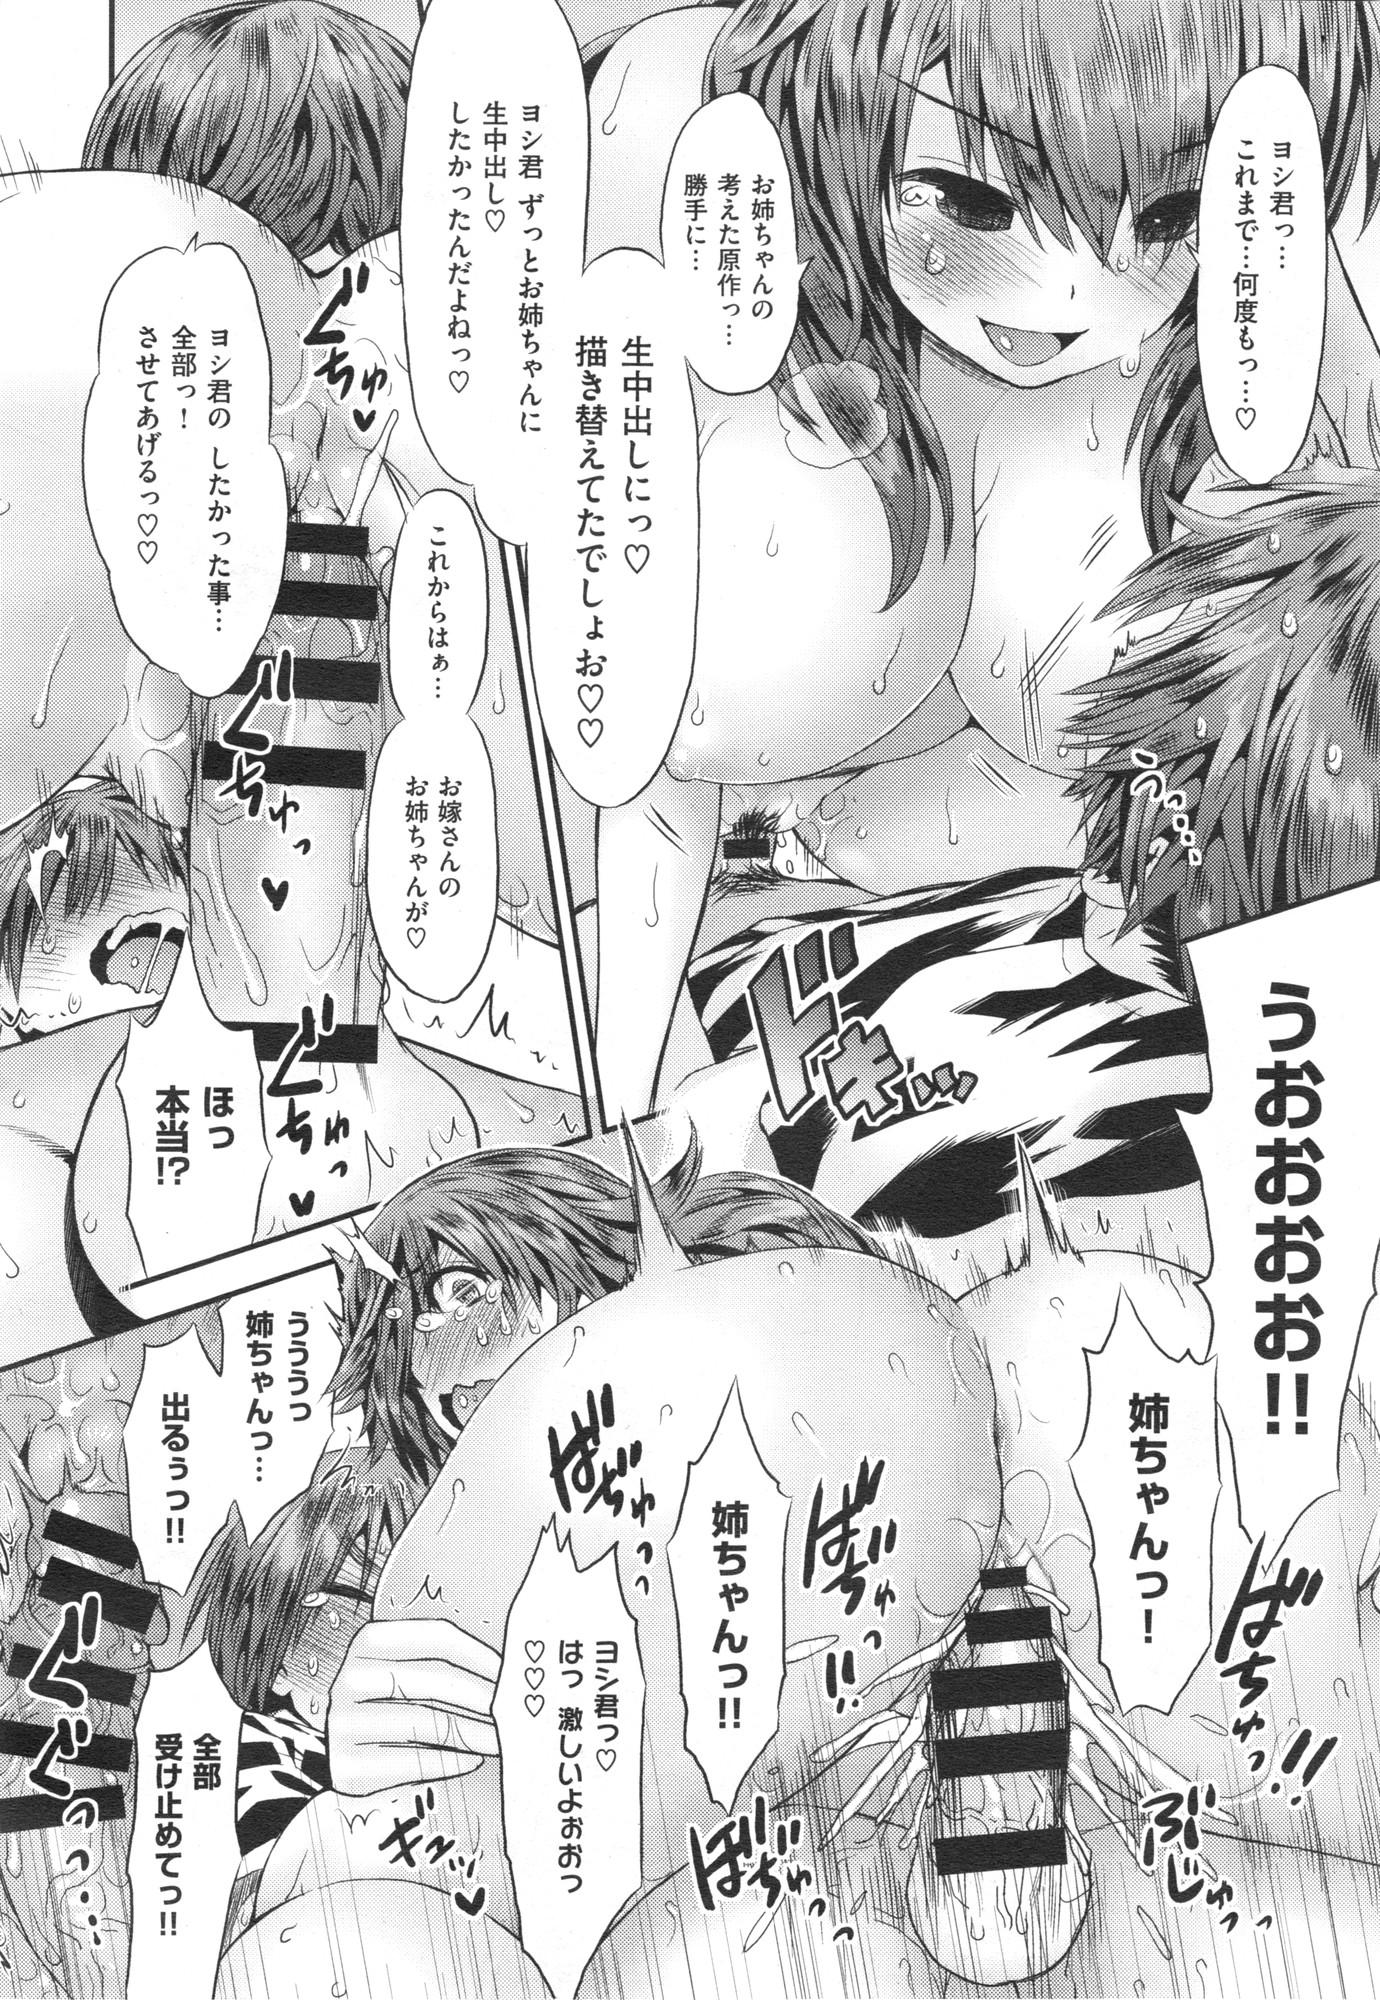 ヨシ君っ…
これまで…何度もっ…♡
お姉ちゃんの
考えた原作っ…
勝手に…
生中出しにっ♡
描き替えてたでしょぉ♡♡
ヨシ君 ずっとお姉ちゃんに
生中出し♡
したかったんだよねっ♡
うっ…
ドキ…
これからはぁ…
お嫁さんの
お姉ちゃんが♡
ヨシ君の したかった事…
全部っ!
させてあげるっ♡♡
ぐちゅ♥
ぐちゅっ♥
ぐちゅっ♥
ほっ
本当!?
うおおおおお!!
姉ちゃんっ!
姉ちゃんっ!!
ばちゅっ!!
ばちゅっ!!
ばちゅっ
ぶじゅっ
ぼちゅっ
ヨシ君っ♡
はっ 激しいよぉおっ
♡♡♡
ギュッ♥
うううっ
姉ちゃんっ…
出るぅっ!!
全部
受け止めてっ!!